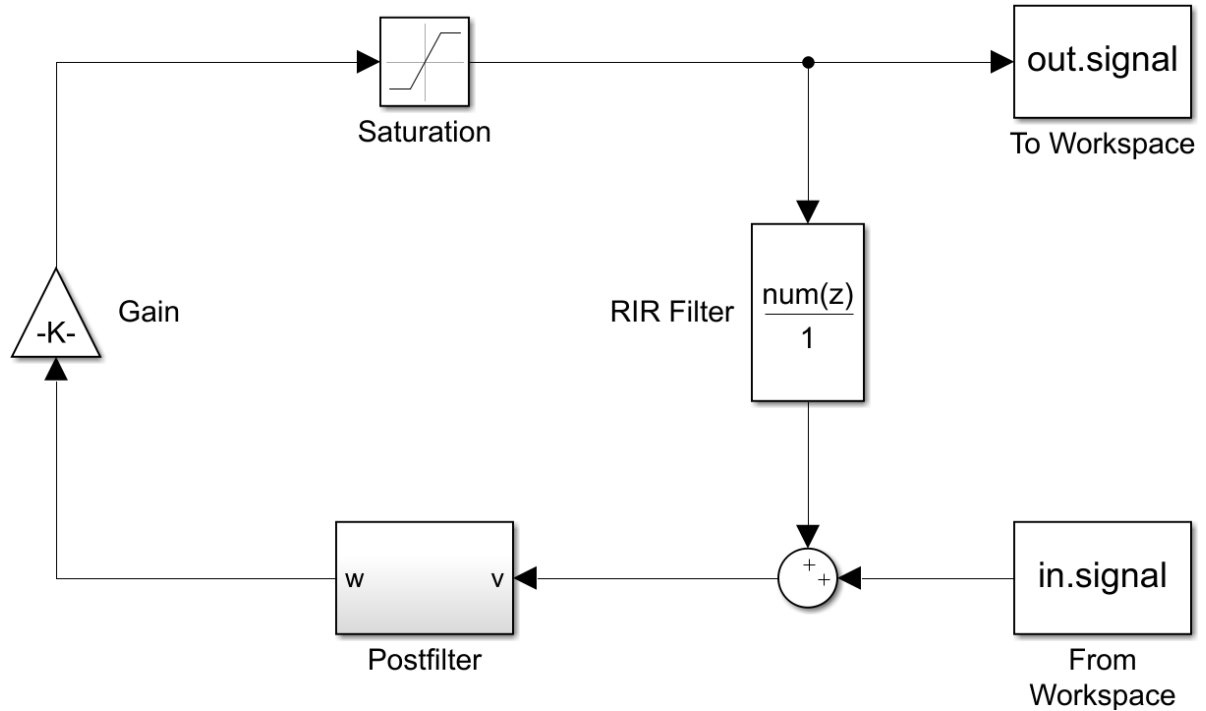 out.signal
Saturation
To Workspace
num(z)
1
RIR Filter
Gain
-K-
+
+
in.signal
w
v
Postfilter
From
Workspace